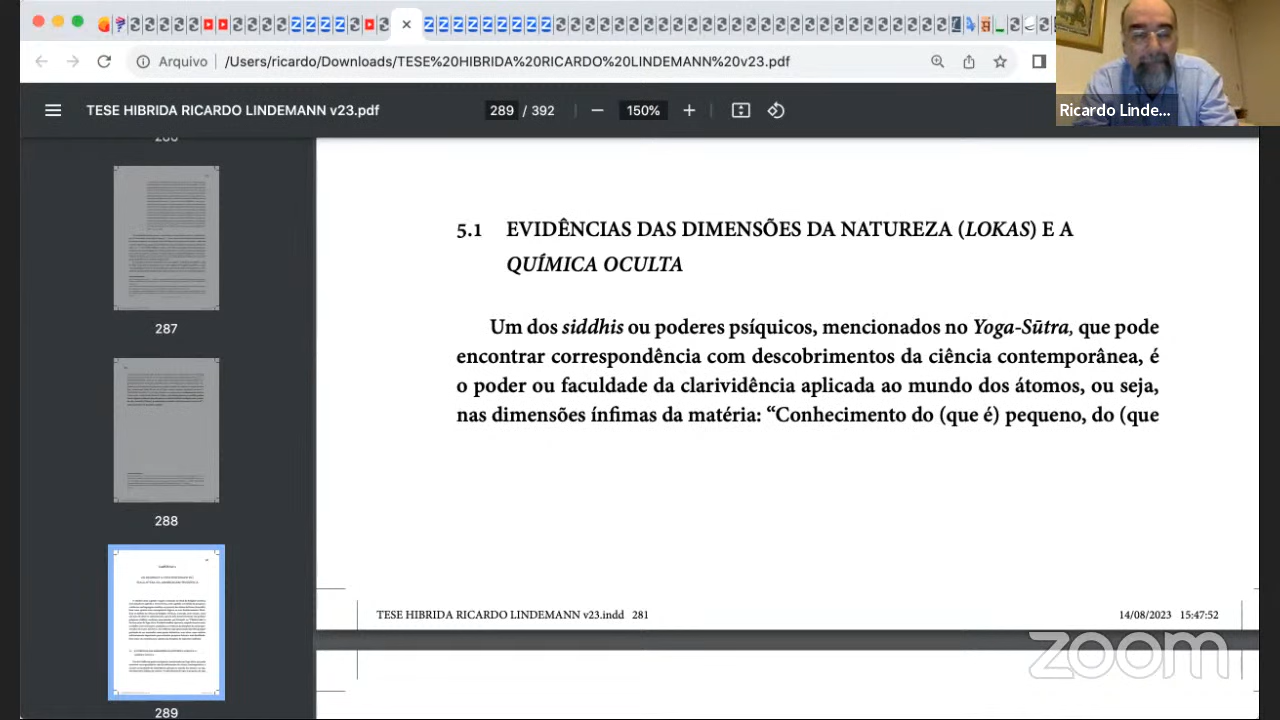 Arquivo
/Users/ricardo/Downloads/TESE%20HIBRIDA%20RICARDO%20LINDEMANN%20v23.pdf
TESE HIBRIDA RICARDO LINDEMANN v23.pdf
289 / 392
150%
Ricardo Linde...
287
288
289
5.1 EVIDÊNCIAS DAS DIMENSÕES DA NATUREZA (LOKAS) E A
QUÍMICA OCULTA
Um dos siddhis ou poderes psíquicos, mencionados no Yoga-Sūtra, que pode
encontrar correspondência com descobrimentos da ciência contemporânea, é
o poder ou faculdade da clarividência aplicada ao mundo dos átomos, ou seja,
nas dimensões ínfimas da matéria: “Conhecimento do (que é) pequeno, do (que
TESE HIBRIDA RICARDO LINDEMANN v23.indd 281
14/08/2023 15:47:52
zoom